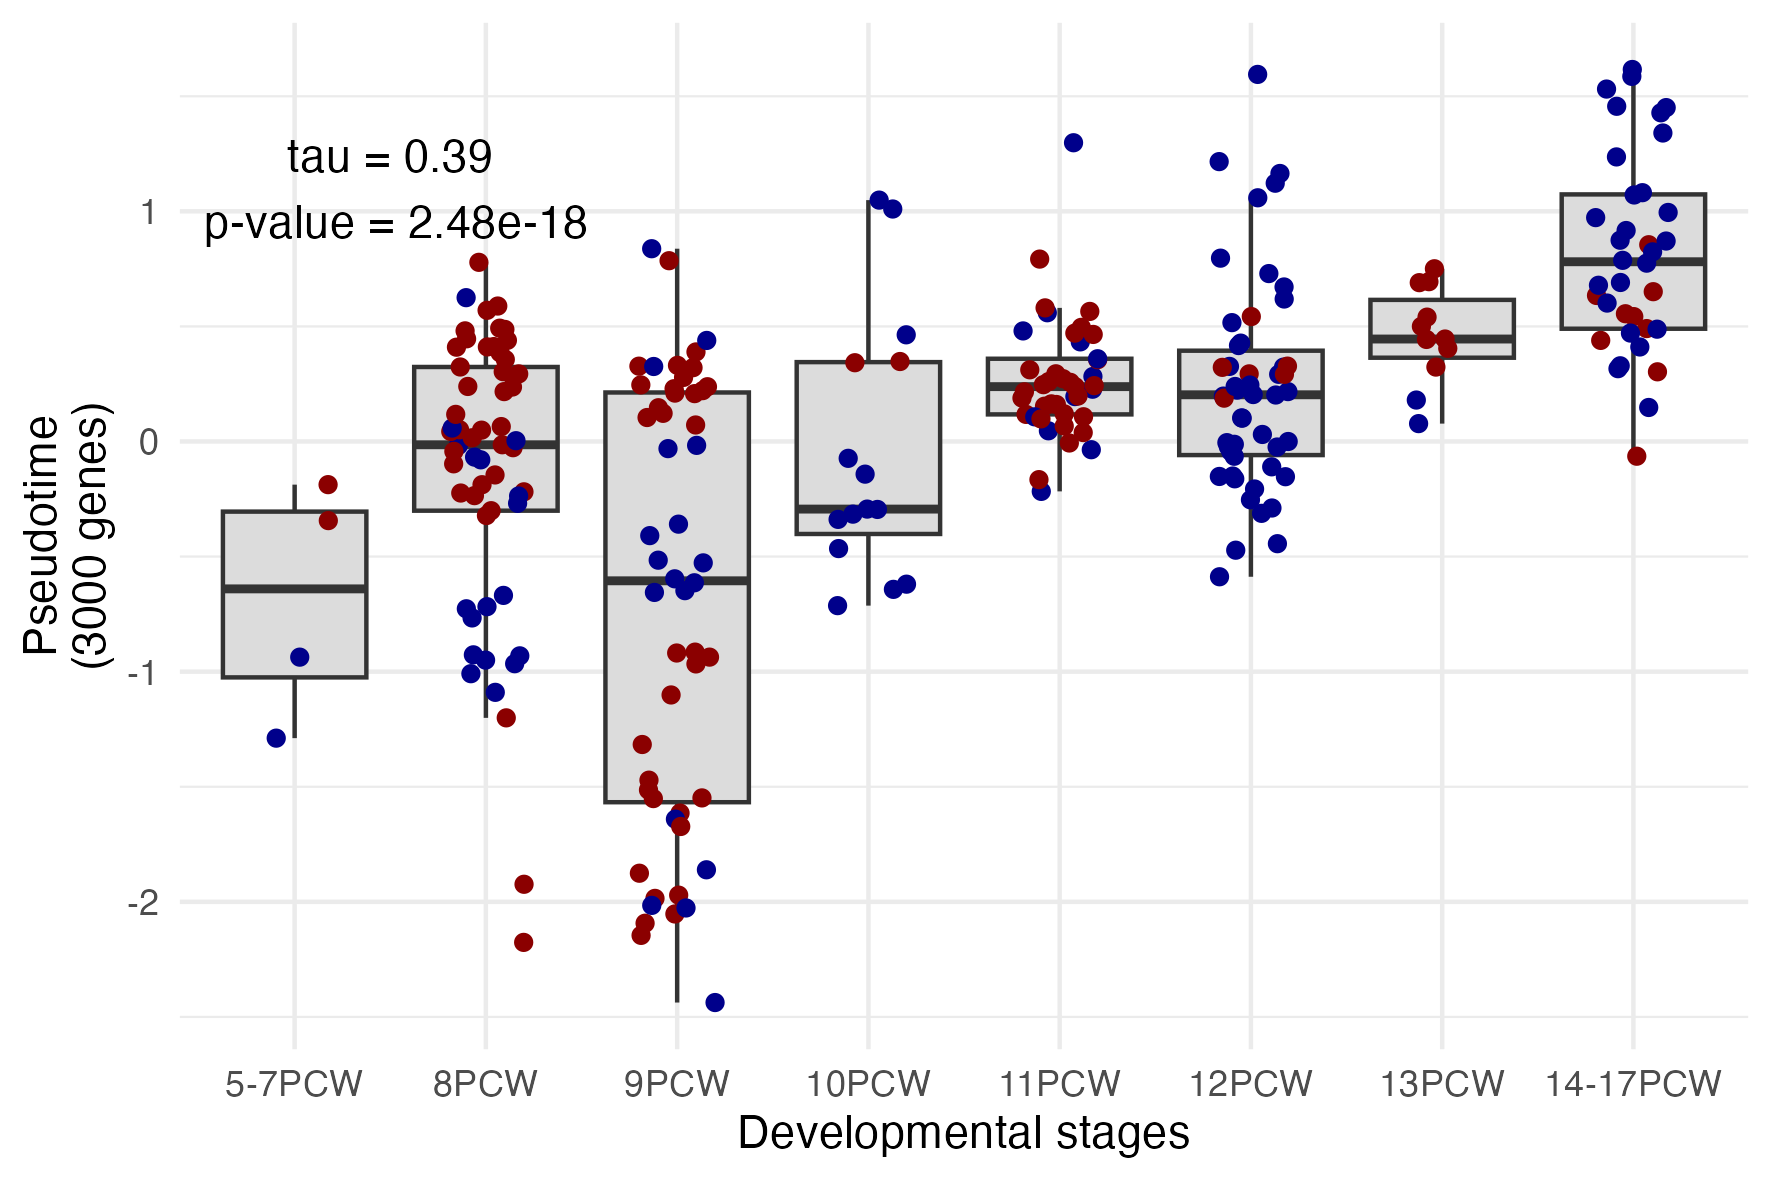 tau = 0.39
p-value = 2.48e-18
Pseudotime
(3000 genes)
1
0
-1
-2
5-7PCW 8PCW 9PCW 10PCW 11PCW 12PCW 13PCW 14-17PCW
Developmental stages